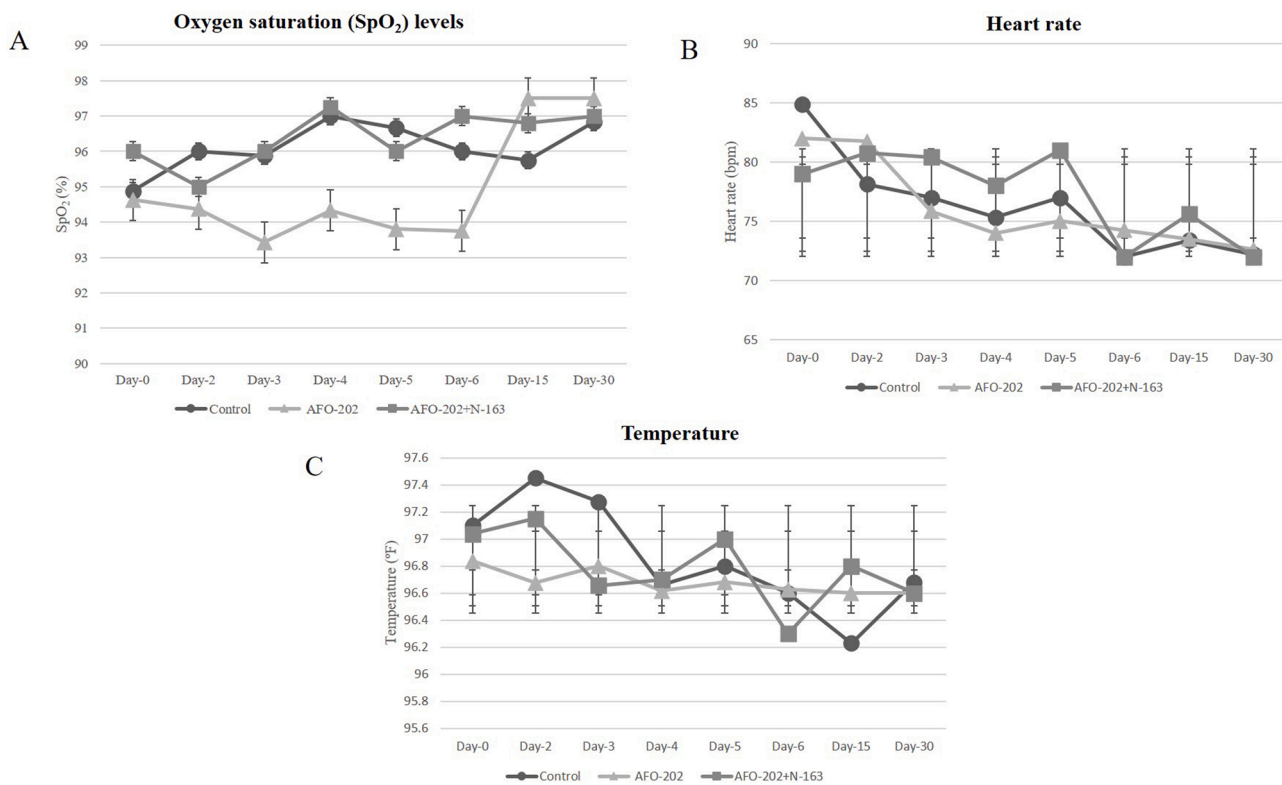 A
Oxygen saturation (SpO₂) levels
99
98
97
96
95
94
93
92
91
90
SpO₂ (%)
Day-0 Day-2 Day-3 Day-4 Day-5 Day-6 Day-15 Day-30
Control AFO-202 AFO-202+N-163
B
Heart rate
90
85
80
75
70
65
Heart rate (bpm)
Day-0 Day-2 Day-3 Day-4 Day-5 Day-6 Day-15 Day-30
Control AFO-202 AFO-202+N-163
C
Temperature
97.6
97.4
97.2
97
96.8
96.6
96.4
96.2
96
95.8
95.6
Temperature (°F)
Day-0 Day-2 Day-3 Day-4 Day-5 Day-6 Day-15 Day-30
Control AFO-202 AFO-202+N-163